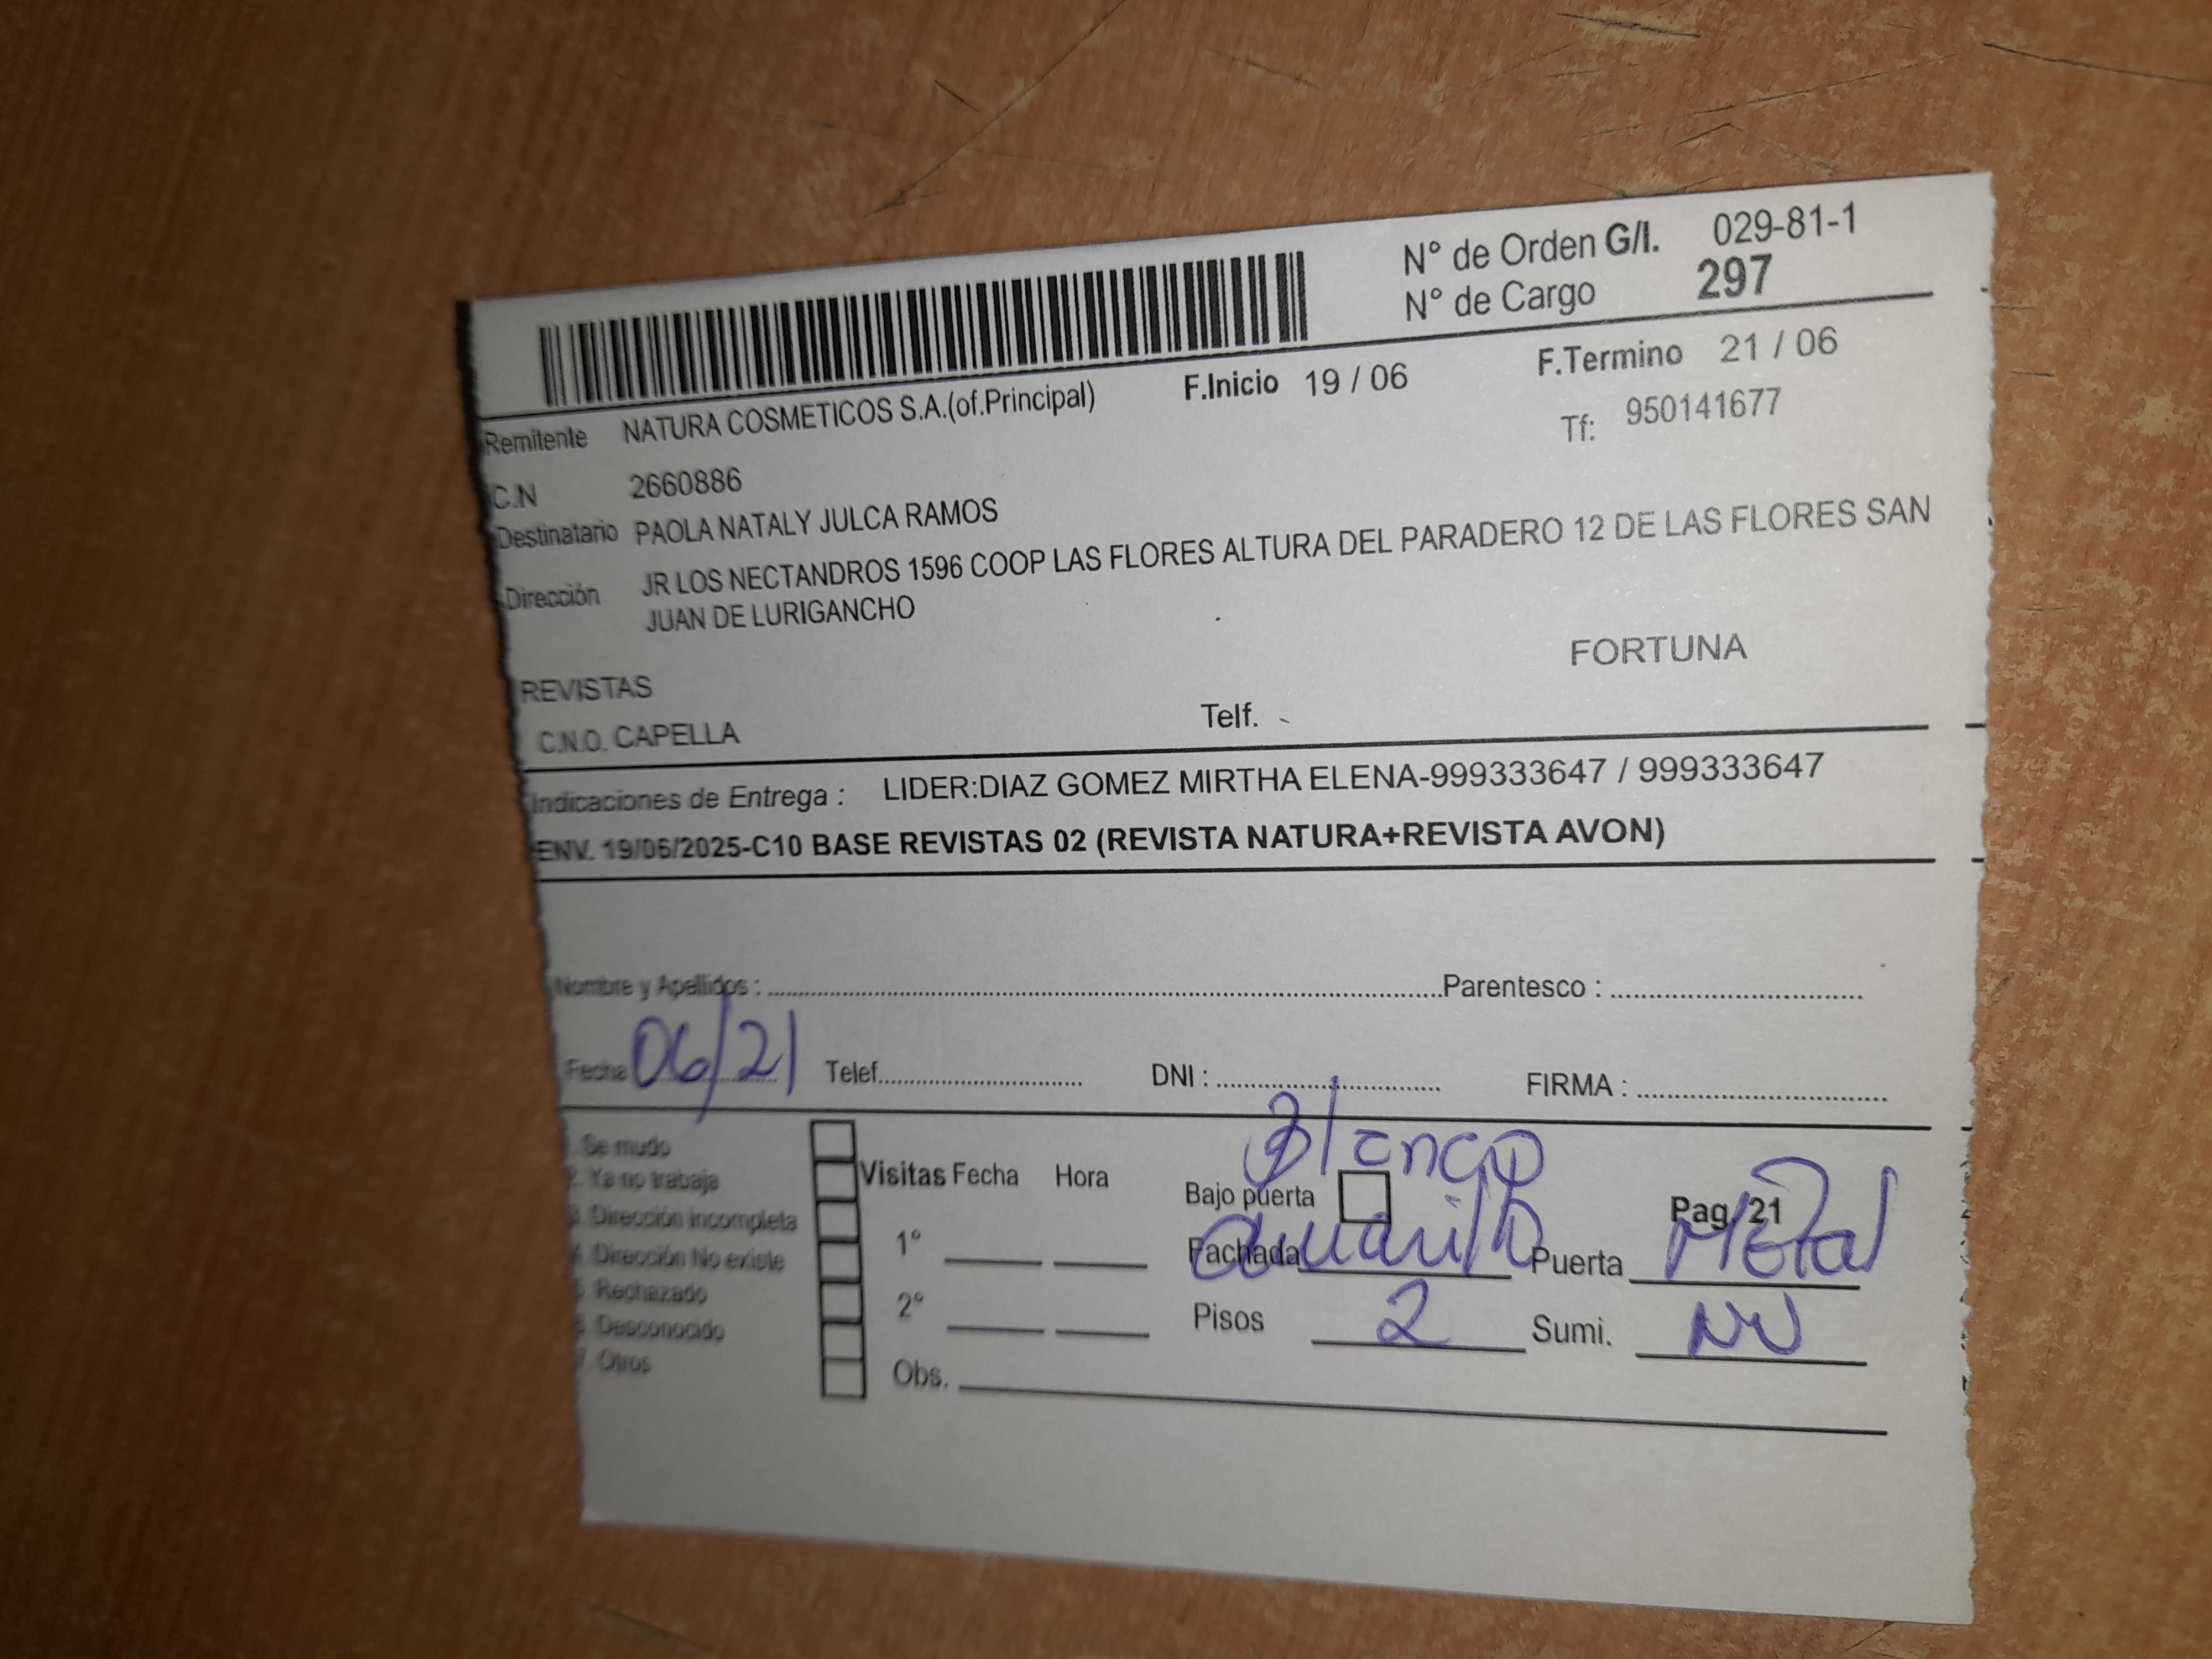 N° de Orden G/I. 029-81-1
N° de Cargo 297
F.Inicio 19 / 06 F.Termino 21 / 06
Remitente NATURA COSMETICOS S.A.(of.Principal) Tf: 950141677
C.N 2660886
Destinatario PAOLA NATALY JULCA RAMOS
Dirección JR LOS NECTANDROS 1596 COOP LAS FLORES ALTURA DEL PARADERO 12 DE LAS FLORES SAN
JUAN DE LURIGANCHO
FORTUNA
REVISTAS
C.N.O. CAPELLA Telf.
Indicaciones de Entrega : LIDER:DIAZ GOMEZ MIRTHA ELENA-999333647 / 999333647
ENV. 19/06/2025-C10 BASE REVISTAS 02 (REVISTA NATURA+REVISTA AVON)
Nombre y Apellidos : Parentesco :
Fecha 06/21 Telef. DNI : FIRMA :
1. Se mudo
2. Ya no trabaja
3. Dirección incompleta
4. Dirección No existe
5. Rechazado
6. Desconocido
7. Otros
Visitas Fecha Hora
1°
2°
Obs.
Blanco
Bajo puerta Pag. 21
Fachada amarillo Puerta Metal
Pisos 2 Sumi. NV